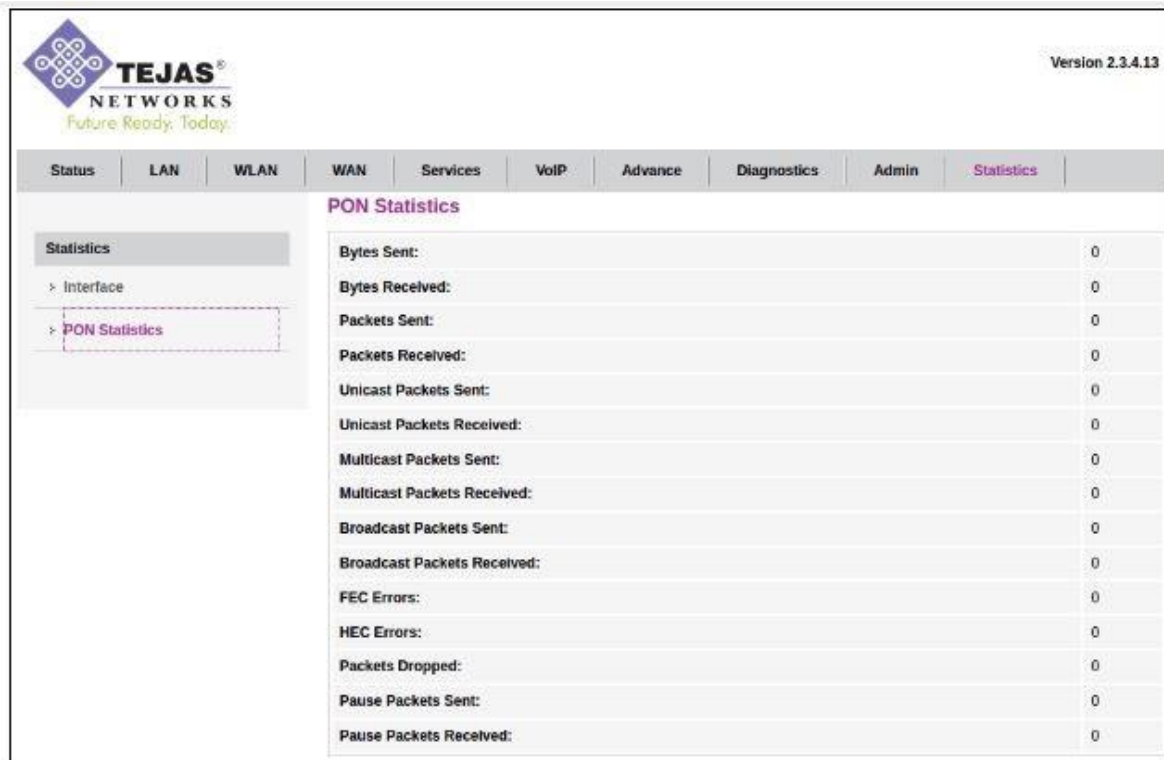 TEJAS®
NETWORKS
Future Ready. Today.
Version 2.3.4.13
Status LAN WLAN WAN Services VoIP Advance Diagnostics Admin Statistics
PON Statistics
Statistics
> Interface
> PON Statistics
Bytes Sent: 0
Bytes Received: 0
Packets Sent: 0
Packets Received: 0
Unicast Packets Sent: 0
Unicast Packets Received: 0
Multicast Packets Sent: 0
Multicast Packets Received: 0
Broadcast Packets Sent: 0
Broadcast Packets Received: 0
FEC Errors: 0
HEC Errors: 0
Packets Dropped: 0
Pause Packets Sent: 0
Pause Packets Received: 0